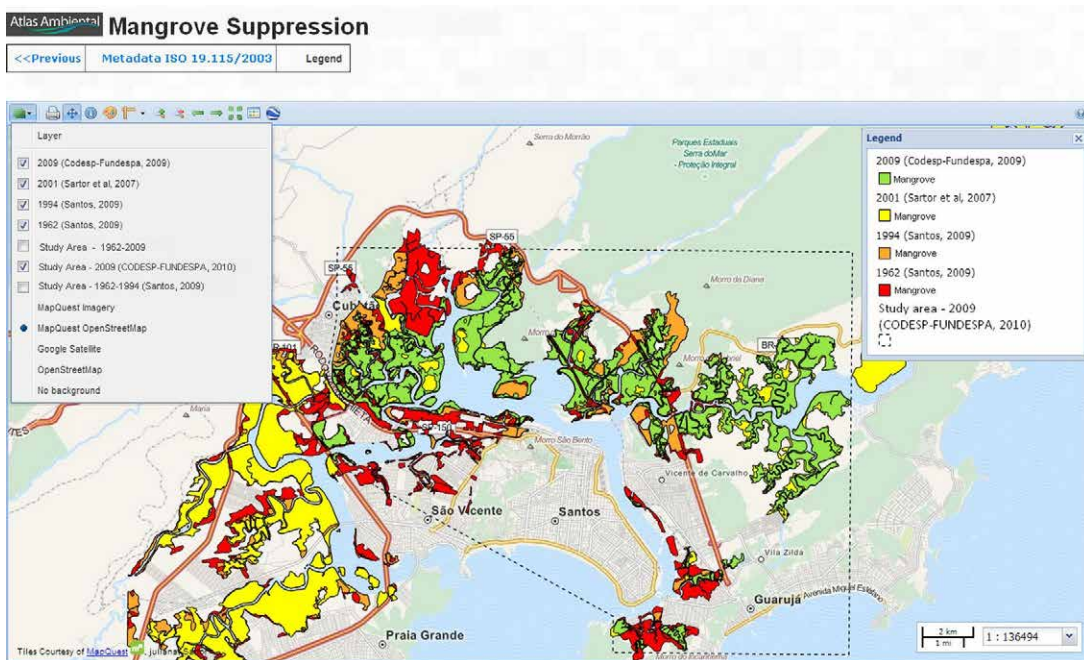 Atlas Ambiental Mangrove Suppression
<<Previous Metadata ISO 19.115/2003 Legend
Layer
2009 (Codesp-Fundespa, 2009)
2001 (Sartor et al, 2007)
1994 (Santos, 2009)
1962 (Santos, 2009)
Study Area - 1962-2009
Study Area - 2009 (CODESP-FUNDESPA, 2010)
Study Area - 1962-1994 (Santos, 2009)
MapQuest Imagery
MapQuest OpenStreetMap
Google Satellite
OpenStreetMap
No background
Legend
2009 (Codesp-Fundespa, 2009)
Mangrove
2001 (Sartor et al, 2007)
Mangrove
1994 (Santos, 2009)
Mangrove
1962 (Santos, 2009)
Mangrove
Study area - 2009
(CODESP-FUNDESPA, 2010)
Serra do Morrão
Parques Estaduais
Serra doMar
- Proteção Integral
SP-55
SP-55
Morro da Diana
Maria
SP-150
Morro São Bento
Vicente de Carvalho
São Vicente
Santos
Vila Zilda
Guarujá
Avenida Miguel Estéfano
Praia Grande
2 km
1 mi
1 : 136494
Tiles Courtesy of MapQuest